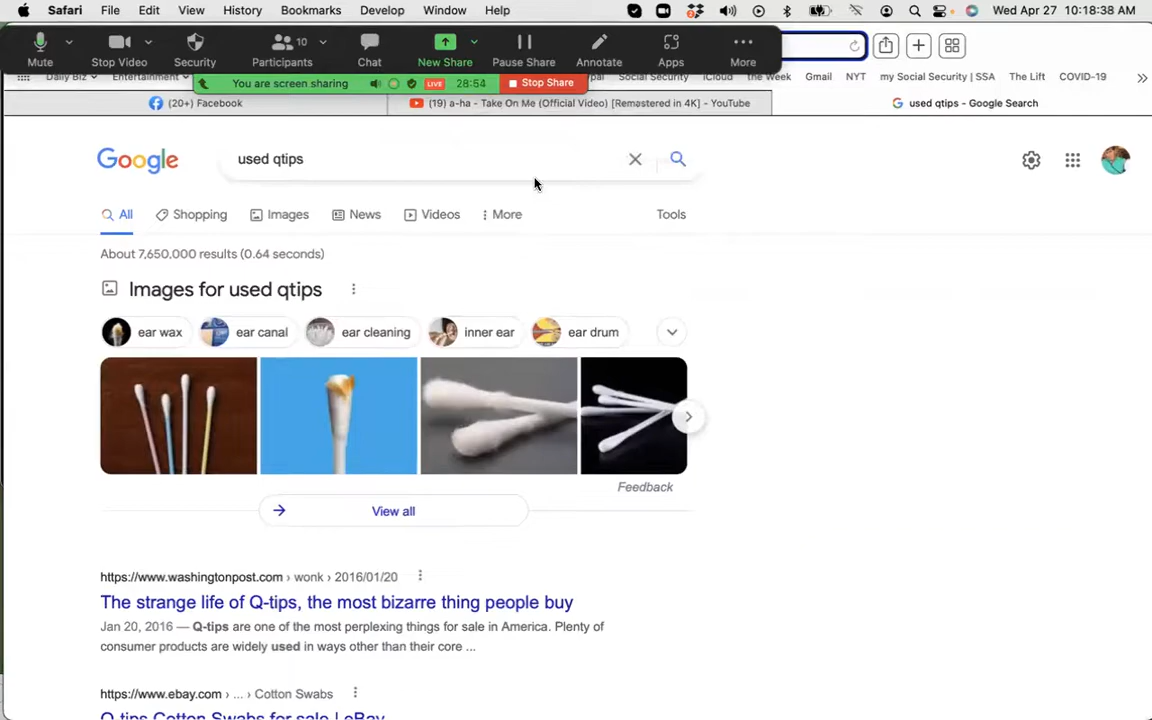 Safari File Edit View History Bookmarks Develop Window Help Wed Apr 27 10:18:38 AM
10
Mute Stop Video Security Participants Chat New Share Pause Share Annotate Apps More
Daily Biz Entertainment pal Social Security iCloud the Week Gmail NYT my Social Security | SSA The Lift COVID-19
You are screen sharing LIVE 28:54 Stop Share
(20+) Facebook (19) a-ha - Take On Me (Official Video) [Remastered in 4K] - YouTube used qtips - Google Search
Google used qtips
All Shopping Images News Videos More Tools
About 7,650,000 results (0.64 seconds)
Images for used qtips
ear wax ear canal ear cleaning inner ear ear drum
Feedback
View all
https://www.washingtonpost.com › wonk › 2016/01/20
The strange life of Q-tips, the most bizarre thing people buy
Jan 20, 2016 — Q-tips are one of the most perplexing things for sale in America. Plenty of
consumer products are widely used in ways other than their core ...
https://www.ebay.com › ... › Cotton Swabs
Q-tips Cotton Swabs for sale | eBay